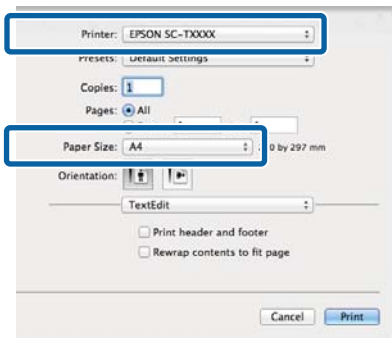 Printer: EPSON SC-TXXXX
Presets: Default Settings
Copies: 1
Pages: All
Paper Size: A4 0 by 297 mm
Orientation:
TextEdit
Print header and footer
Rewrap contents to fit page
Cancel Print